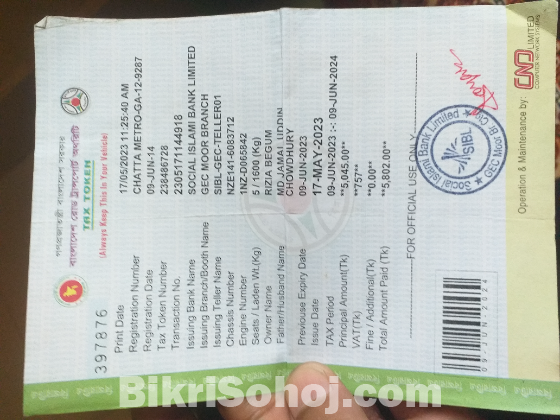 গণপ্রজাতন্ত্রী বাংলাদেশ সরকার
বাংলাদেশ রোড ট্রান্সপোর্ট অথরিটি
TAX TOKEN
(Always Keep This In Your Vehicle)
397876
Print Date 17/05/2023 11:25:40 AM
Registration Number CHATTA METRO-GA-12-9287
Registration Date 09-JUN-14
Tax Token Number 238486728
Transaction No. 2305171144918
Issuing Bank Name SOCIAL ISLAMI BANK LIMITED
Issuing Branch/Booth Name GEC MOOR BRANCH
Issuing Teller Name SIBL-GEC-TELLER01
Chassis Number NZE141-6083712
Engine Number 1NZ-D065842
Seats / Laden Wt.(Kg) 5 / 1600 (Kg)
Owner Name RIZIA BEGUM
Father/Husband Name MD JAMAL UDDIN
CHOWDHURY
Previouse Expiry Date 09-JUN-2023
Issue Date 17-MAY-2023
TAX Period 09-JUN-2023 :-: 09-JUN-2024
Principal Amount(Tk) **5,045.00**
VAT(Tk) **757**
Fine / Additional(Tk) **0.00**
Total Amount Paid (Tk) **5,802.00**
FOR OFFICIAL USE ONLY
Social Islami Bank Limited
SIBL
GEC Moor Br. Ctg.
09-JUN-2024
Operation & Maintenance by:
CNS LIMITED
COMPUTER NETWORK SYSTEMS
BikriSohoj.com